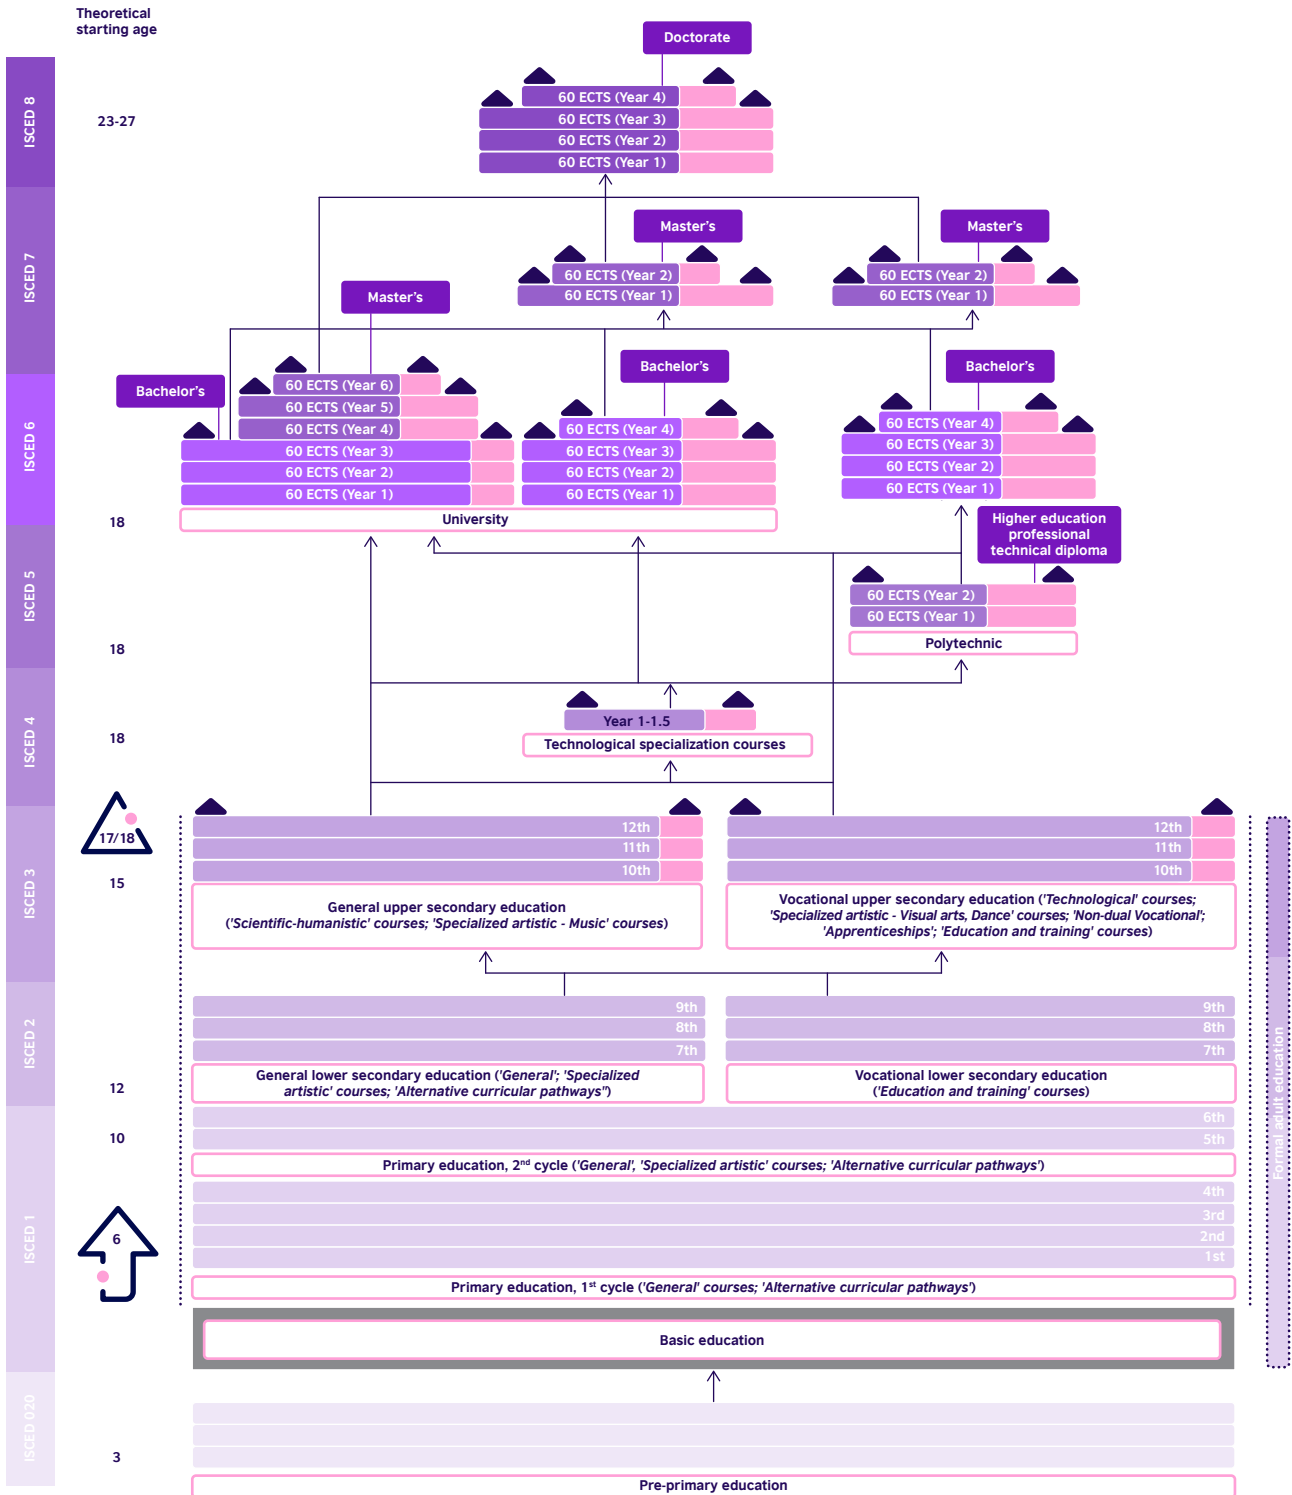 Theoretical
starting age
Doctorate
ISCED 8
23-27
60 ECTS (Year 4)
60 ECTS (Year 3)
60 ECTS (Year 2)
60 ECTS (Year 1)
ISCED 7
Master's
Master's
60 ECTS (Year 2)
60 ECTS (Year 1)
60 ECTS (Year 2)
60 ECTS (Year 1)
Master's
Bachelor's
Bachelor's
Bachelor's
ISCED 6
60 ECTS (Year 6)
60 ECTS (Year 5)
60 ECTS (Year 4)
60 ECTS (Year 3)
60 ECTS (Year 2)
60 ECTS (Year 1)
60 ECTS (Year 4)
60 ECTS (Year 3)
60 ECTS (Year 2)
60 ECTS (Year 1)
60 ECTS (Year 4)
60 ECTS (Year 3)
60 ECTS (Year 2)
60 ECTS (Year 1)
18
University
Higher education
professional
technical diploma
ISCED 5
60 ECTS (Year 2)
60 ECTS (Year 1)
18
Polytechnic
ISCED 4
Year 1-1.5
18
Technological specialization courses
17/18
ISCED 3
12th
11th
10th
12th
11th
10th
15
General upper secondary education
('Scientific-humanistic' courses; 'Specialized artistic - Music' courses)
Vocational upper secondary education ('Technological' courses;
'Specialized artistic - Visual arts, Dance' courses; 'Non-dual Vocational';
'Apprenticeships'; 'Education and training' courses)
ISCED 2
9th
8th
7th
9th
8th
7th
12
General lower secondary education ('General'; 'Specialized
artistic' courses; 'Alternative curricular pathways'')
Vocational lower secondary education
('Education and training' courses)
Formal adult education
ISCED 1
6th
5th
10
Primary education, 2nd cycle ('General', 'Specialized artistic' courses; 'Alternative curricular pathways')
4th
3rd
2nd
1st
6
Primary education, 1st cycle ('General' courses; 'Alternative curricular pathways')
Basic education
ISCED 020
3
Pre-primary education